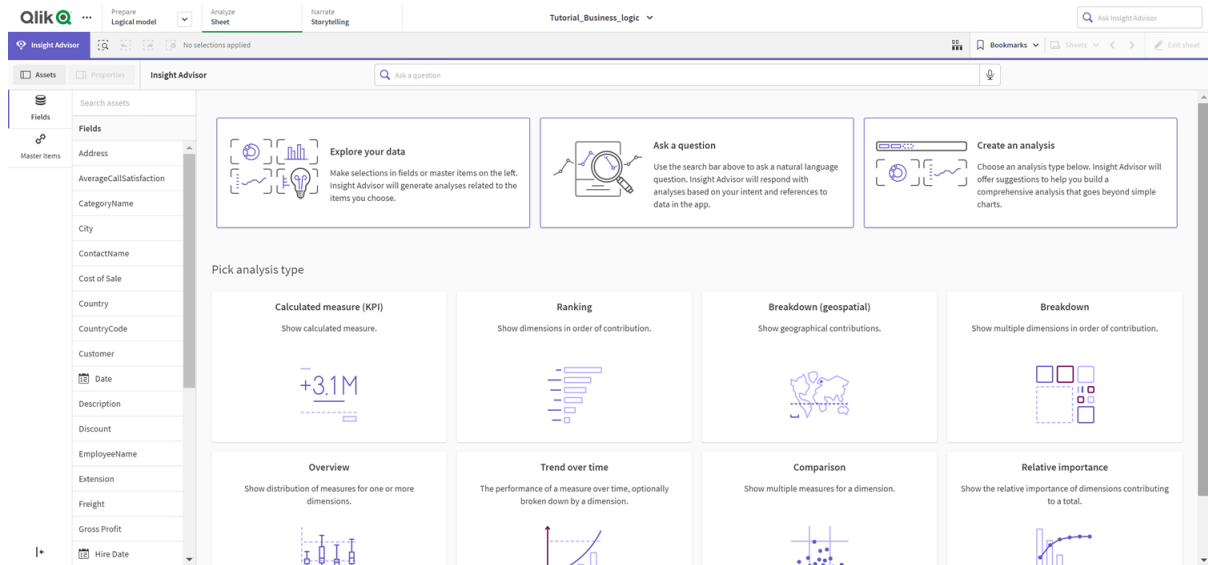 Qlik
Prepare
Logical model
Analyze
Sheet
Narrate
Storytelling
Tutorial_Business_logic
Ask Insight Advisor
Insight Advisor
No selections applied
Bookmarks
Sheets
Edit sheet
Assets
Properties
Insight Advisor
Ask a question
Fields
Master Items
Search assets
Fields
Address
AverageCallSatisfaction
CategoryName
City
ContactName
Cost of Sale
Country
CountryCode
Customer
Date
Description
Discount
EmployeeName
Extension
Freight
Gross Profit
Hire Date
Explore your data
Make selections in fields or master items on the left.
Insight Advisor will generate analyses related to the
items you choose.
Ask a question
Use the search bar above to ask a natural language
question. Insight Advisor will respond with
analyses based on your intent and references to
data in the app.
Create an analysis
Choose an analysis type below. Insight Advisor will
offer suggestions to help you build a
comprehensive analysis that goes beyond simple
charts.
Pick analysis type
Calculated measure (KPI)
Show calculated measure.
+3.1M
Ranking
Show dimensions in order of contribution.
Breakdown (geospatial)
Show geographical contributions.
Breakdown
Show multiple dimensions in order of contribution.
Overview
Show distribution of measures for one or more
dimensions.
Trend over time
The performance of a measure over time, optionally
broken down by a dimension.
Comparison
Show multiple measures for a dimension.
Relative importance
Show the relative importance of dimensions contributing
to a total.